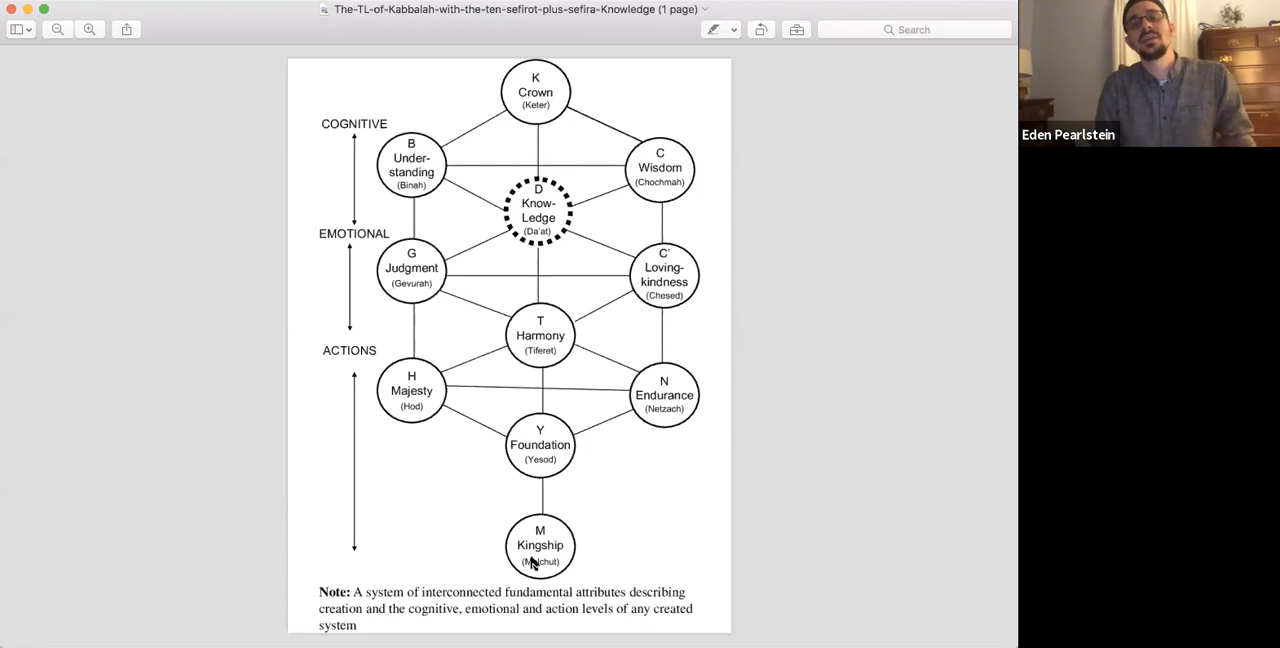 The-TL-of-Kabbalah-with-the-ten-sefirot-plus-sefira-Knowledge (1 page)
Search
Eden Pearlstein
K
Crown
(Keter)
COGNITIVE
B
Under-
standing
(Binah)
C
Wisdom
(Chochmah)
D
Know-
Ledge
(Da'at)
EMOTIONAL
G
Judgment
(Gevurah)
C'
Loving-
kindness
(Chesed)
T
Harmony
(Tiferet)
ACTIONS
H
Majesty
(Hod)
N
Endurance
(Netzach)
Y
Foundation
(Yesod)
M
Kingship
(Malchut)
Note: A system of interconnected fundamental attributes describing
creation and the cognitive, emotional and action levels of any created
system